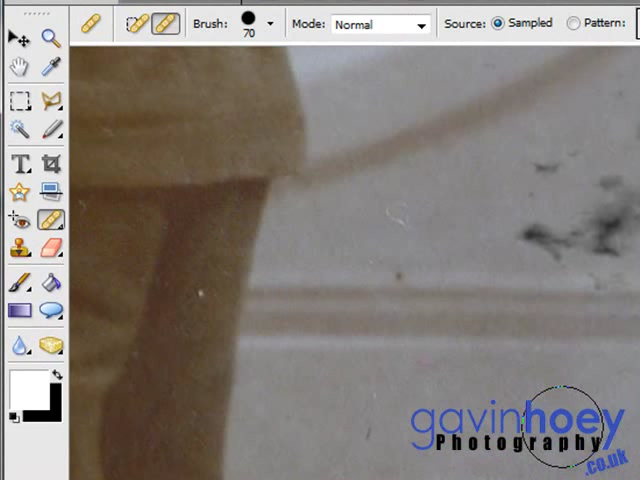 Brush: 70 Mode: Normal Source: Sampled Pattern:
T
gavinhoey
Photography
.co.uk